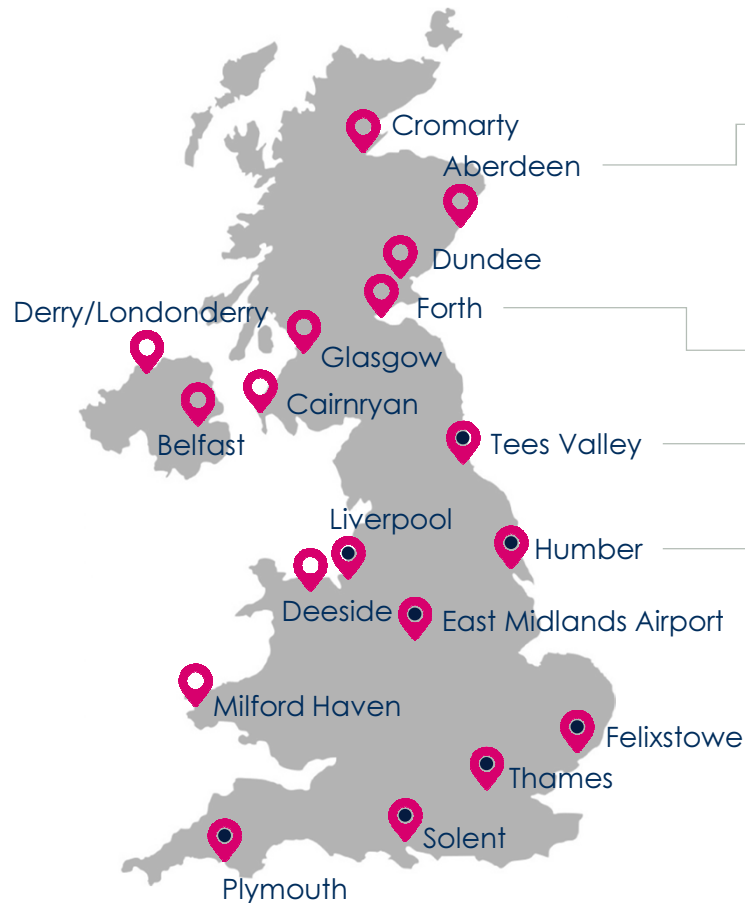 Cromarty
Aberdeen
Dundee
Forth
Derry/Londonderry
Glasgow
Cairnryan
Belfast
Tees Valley
Liverpool
Humber
Deeside
East Midlands Airport
Milford Haven
Felixstowe
Thames
Solent
Plymouth